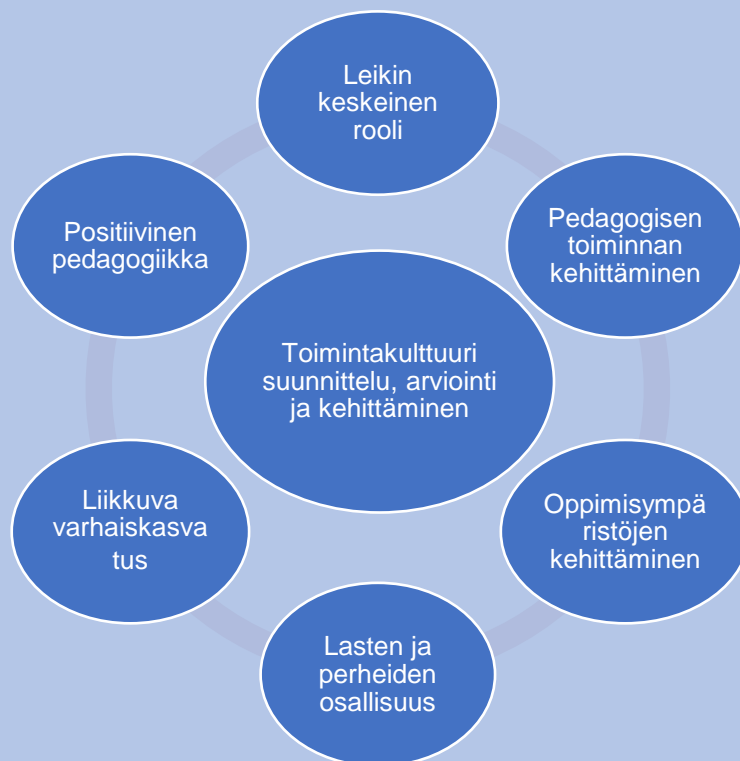 Leikin
keskeinen
rooli
Pedagogisen
toiminnan
kehittäminen
Oppimisympä
ristöjen
kehittäminen
Lasten ja
perheiden
osallisuus
Liikkuva
varhaiskasva
tus
Positiivinen
pedagogiikka
Toimintakulttuuri
suunnittelu, arviointi
ja kehittäminen